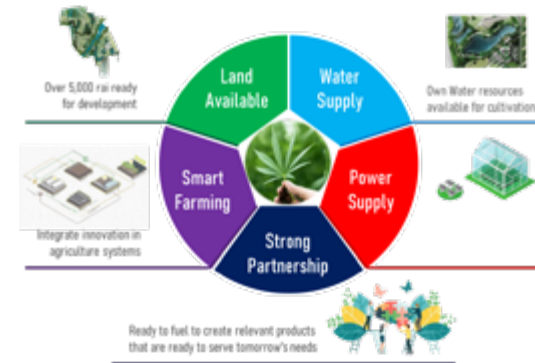 Land
Available
Water
Supply
Over 5,000 rai ready
for development
Own Water resources
available for cultivation
Smart
Farming
Power
Supply
Integrate innovation in
agriculture systems
Strong
Partnership
Ready to fuel to create relevant products
that are ready to serve tomorrow's needs